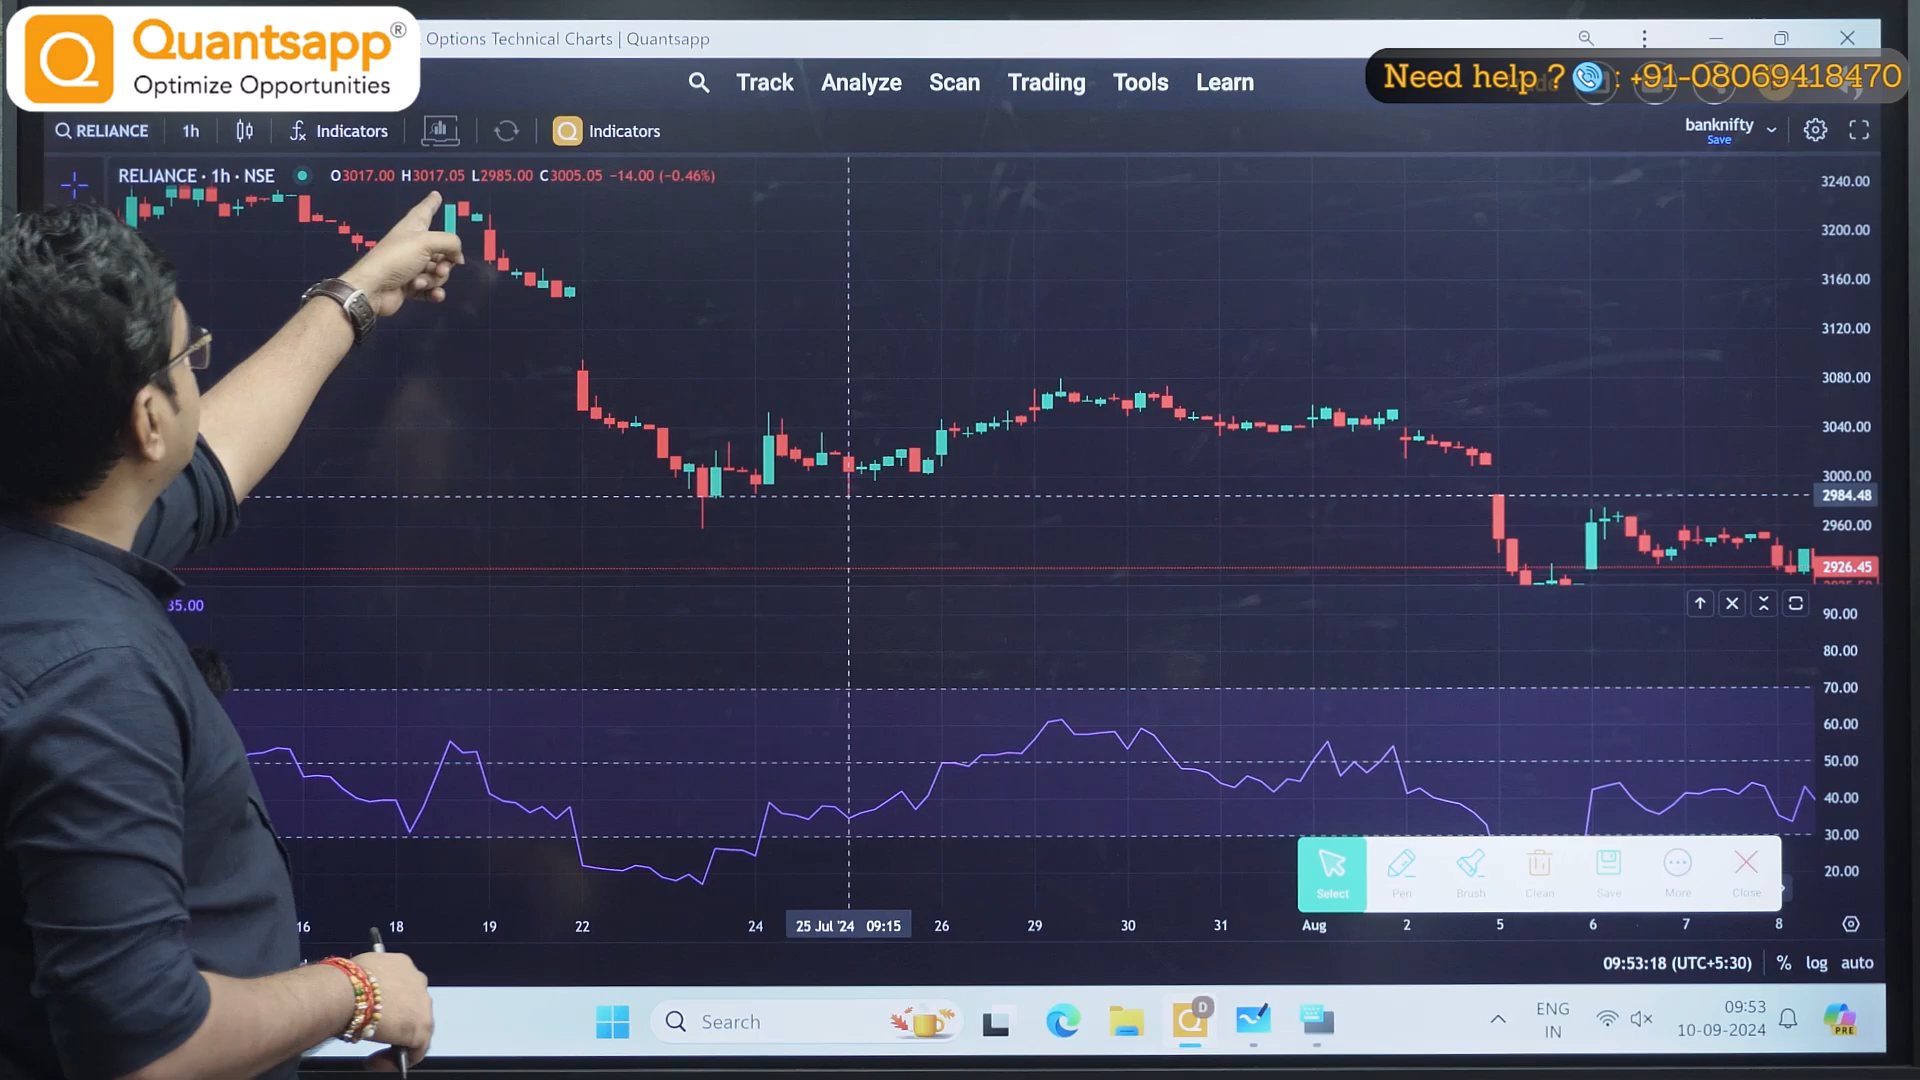 Quantsapp®
Optimize Opportunities
Options Technical Charts | Quantsapp
Need help ? : +91-08069418470
Track Analyze Scan Trading Tools Learn
RELIANCE 1h Indicators Indicators
banknifty
Save
RELIANCE · 1h · NSE O3017.00 H3017.05 L2985.00 C3005.05 −14.00 (−0.46%)
3240.00
3200.00
3160.00
3120.00
3080.00
3040.00
3000.00
2984.48
2960.00
2926.45
35.00
90.00
80.00
70.00
60.00
50.00
40.00
30.00
20.00
Select Pen Brush Clean Save More Close
16 18 19 22 24 25 Jul '24 09:15 26 29 30 31 Aug 2 5 6 7 8
09:53:18 (UTC+5:30) % log auto
Search
D
ENG
IN
09:53
10-09-2024
PRE